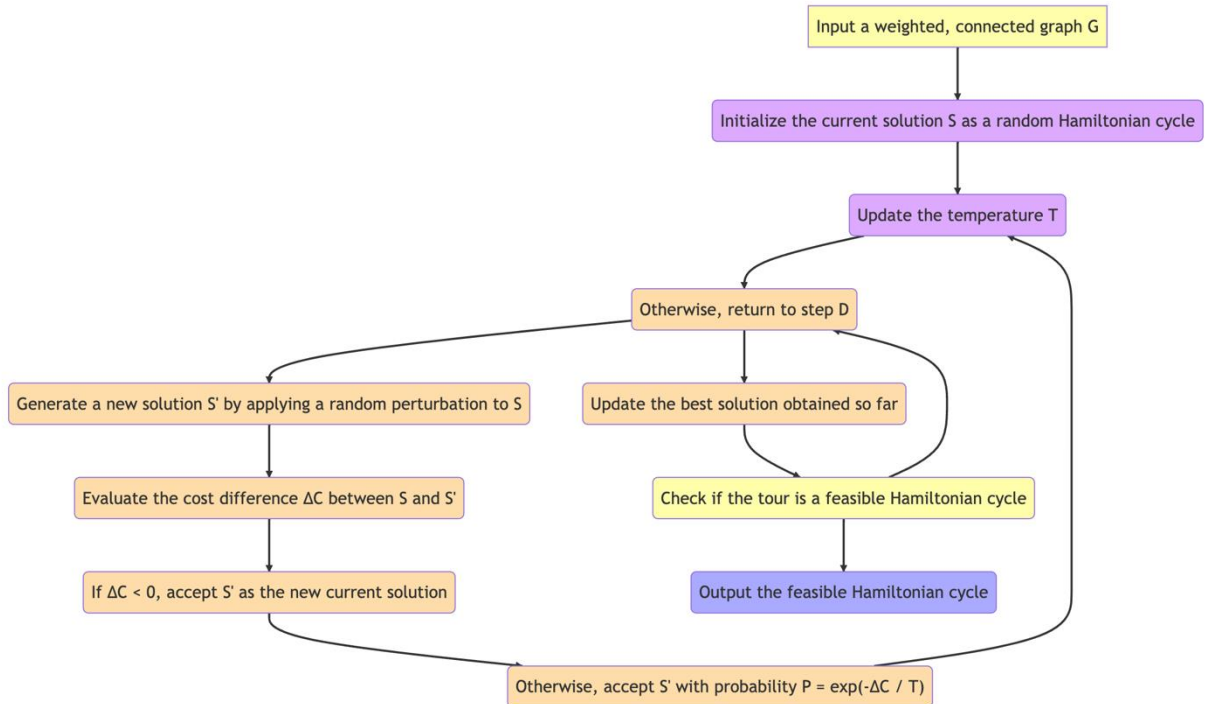 Input a weighted, connected graph G
Initialize the current solution S as a random Hamiltonian cycle
Update the temperature T
Otherwise, return to step D
Generate a new solution S' by applying a random perturbation to S
Update the best solution obtained so far
Evaluate the cost difference ΔC between S and S'
Check if the tour is a feasible Hamiltonian cycle
If ΔC < 0, accept S' as the new current solution
Output the feasible Hamiltonian cycle
Otherwise, accept S' with probability P = exp(-ΔC / T)